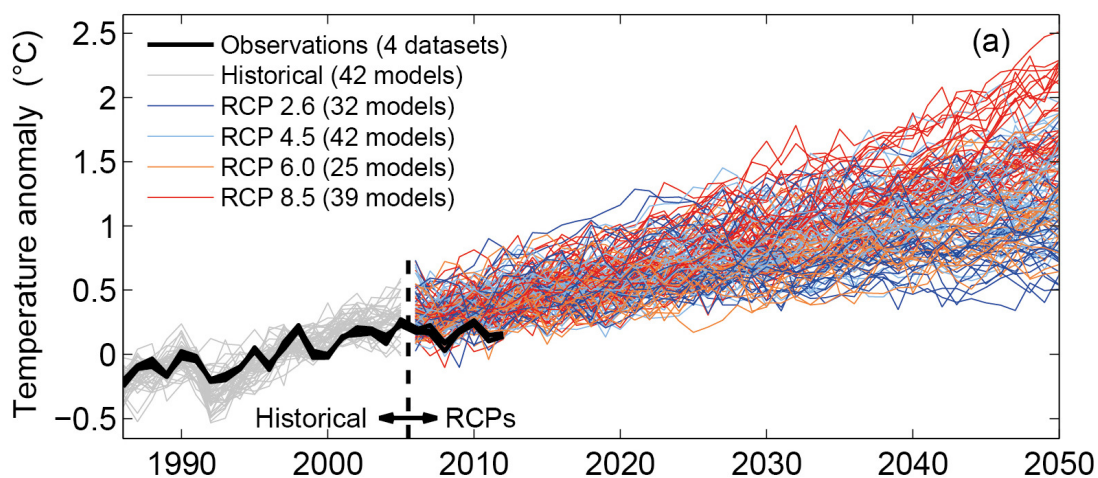 Temperature anomaly (°C)
2.5
2
1.5
1
0.5
0
−0.5
(a)
Observations (4 datasets)
Historical (42 models)
RCP 2.6 (32 models)
RCP 4.5 (42 models)
RCP 6.0 (25 models)
RCP 8.5 (39 models)
Historical RCPs
1990 2000 2010 2020 2030 2040 2050